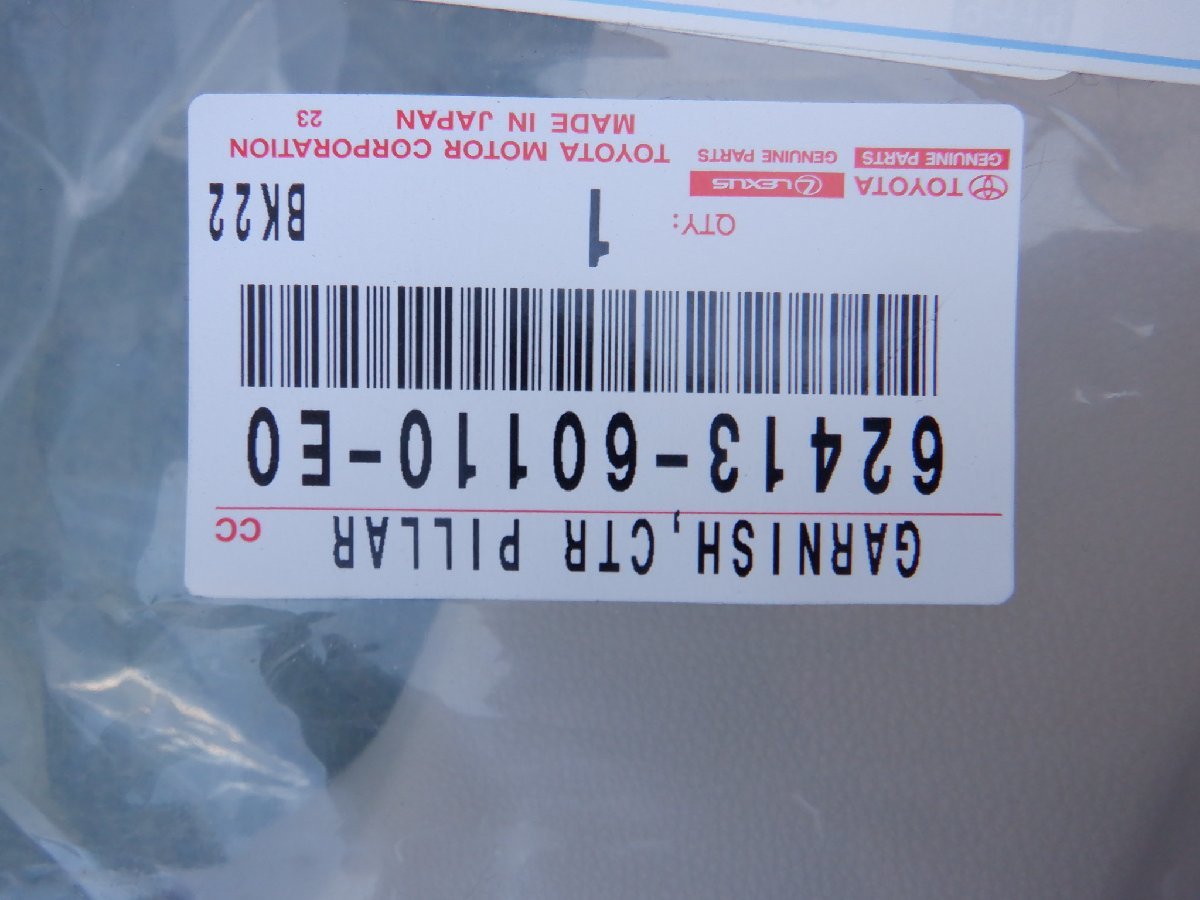 GARNISH,CTR PILLAR
CC
62413-60110-E0
QTY: 1
BK22
TOYOTA
GENUINE PARTS
LEXUS
GENUINE PARTS
TOYOTA MOTOR CORPORATION
MADE IN JAPAN 23